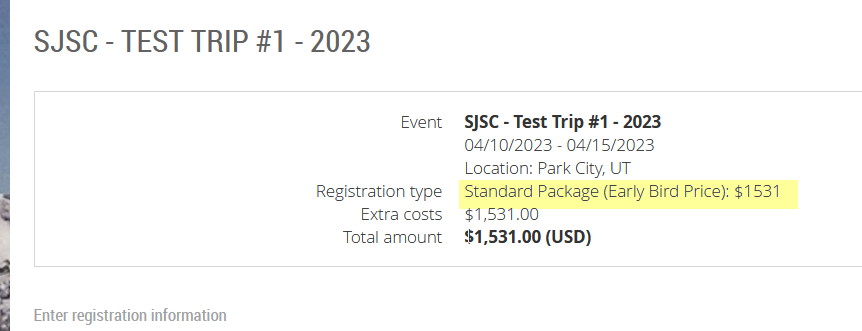 SJSC - TEST TRIP #1 - 2023
Event SJSC - Test Trip #1 - 2023
04/10/2023 - 04/15/2023
Location: Park City, UT
Registration type Standard Package (Early Bird Price): $1531
Extra costs $1,531.00
Total amount $1,531.00 (USD)
Enter registration information